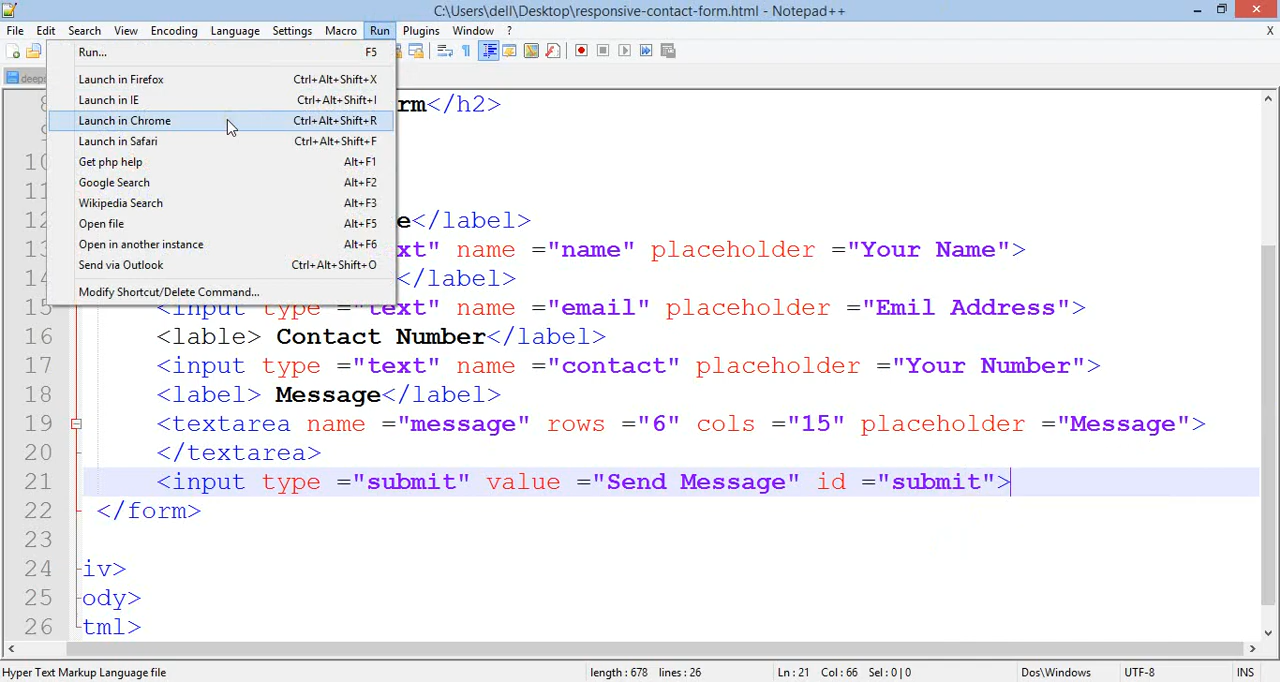 C:\Users\dell\Desktop\responsive-contact-form.html - Notepad++
File Edit Search View Encoding Language Settings Macro Run Plugins Window ? X
Run... F5
Launch in Firefox Ctrl+Alt+Shift+X
Launch in IE Ctrl+Alt+Shift+I
Launch in Chrome Ctrl+Alt+Shift+R
Launch in Safari Ctrl+Alt+Shift+F
Get php help Alt+F1
Google Search Alt+F2
Wikipedia Search Alt+F3
Open file Alt+F5
Open in another instance Alt+F6
Send via Outlook Ctrl+Alt+Shift+O
Modify Shortcut/Delete Command...
rm</h2>
10
11
12 e</label>
13 xt" name ="name" placeholder ="Your Name">
14 </label>
15 <input type ="text" name ="email" placeholder ="Emil Address">
16 <lable> Contact Number</label>
17 <input type ="text" name ="contact" placeholder ="Your Number">
18 <label> Message</label>
19 <textarea name ="message" rows ="6" cols ="15" placeholder ="Message">
20 </textarea>
21 <input type ="submit" value ="Send Message" id ="submit">
22 </form>
23
24 iv>
25 ody>
26 tml>
Hyper Text Markup Language file length : 678 lines : 26 Ln : 21 Col : 66 Sel : 0 | 0 Dos\Windows UTF-8 INS